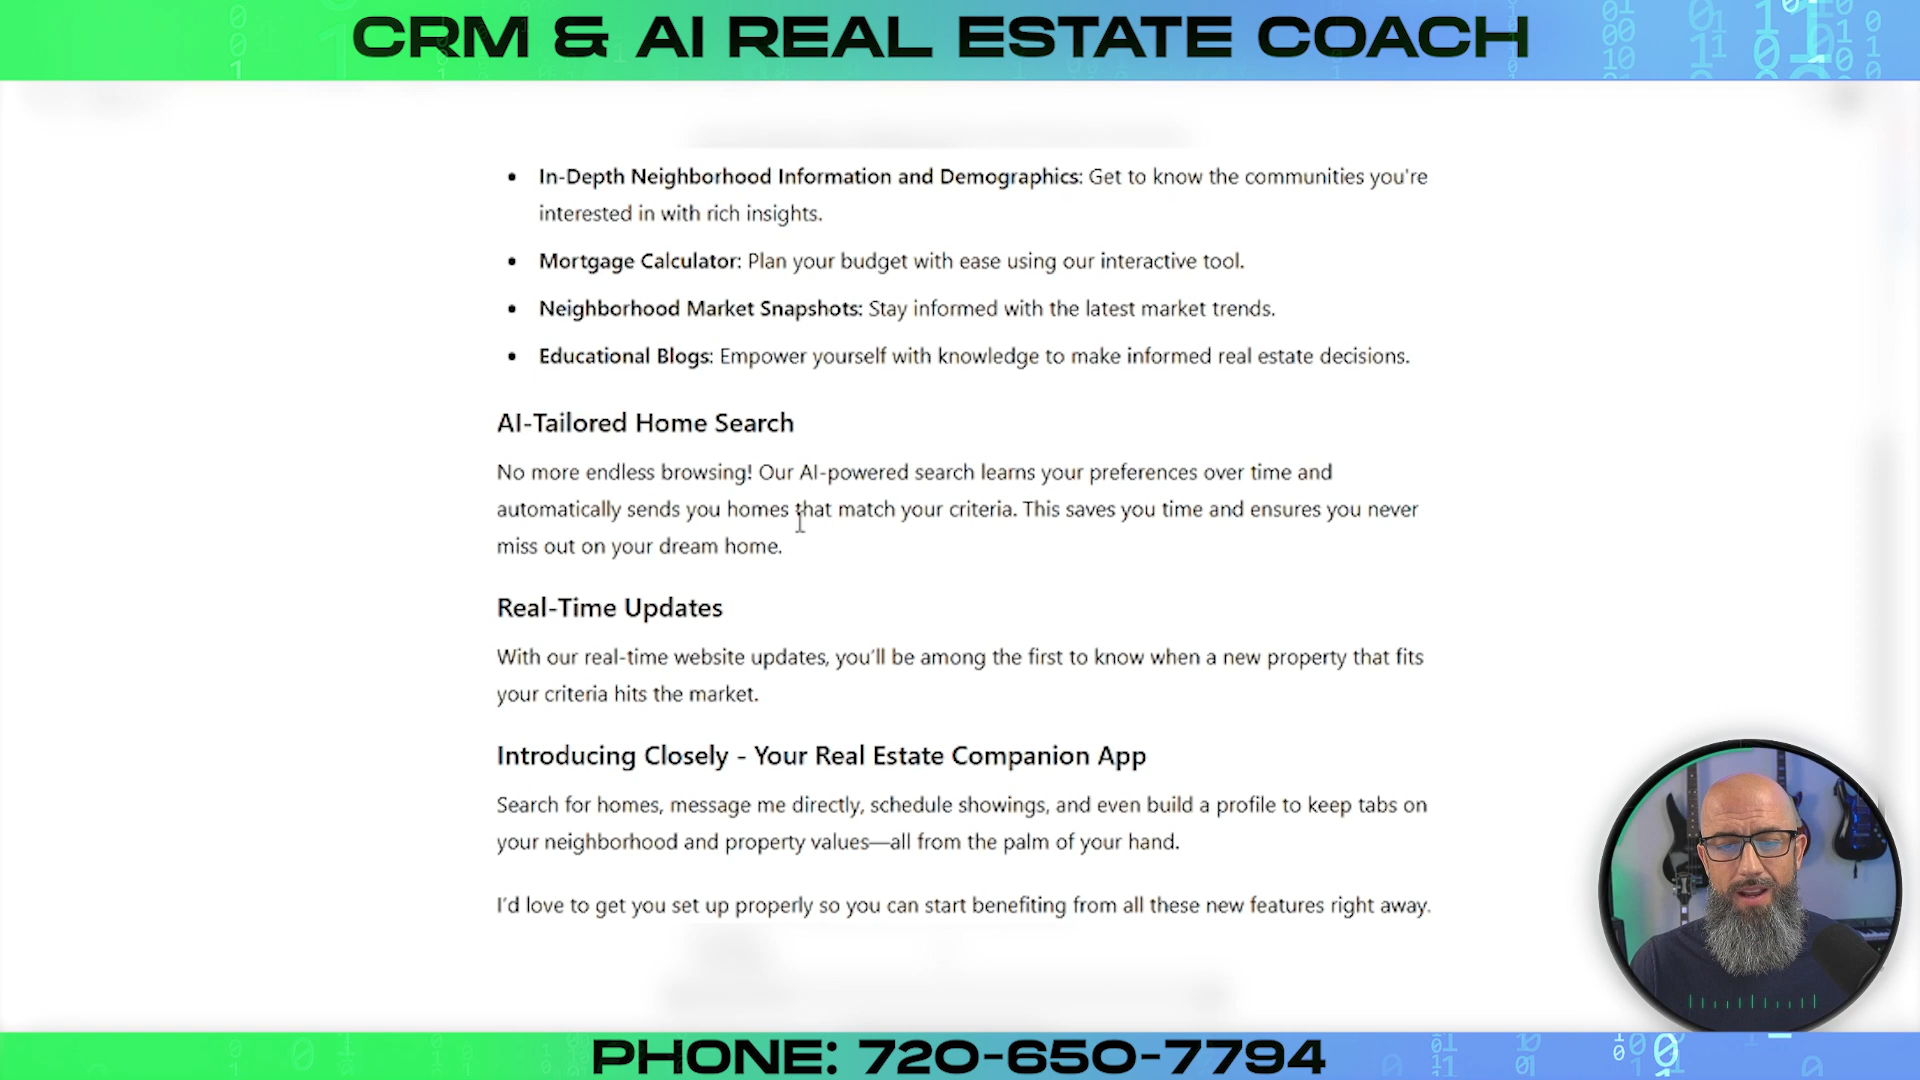 CRM & AI REAL ESTATE COACH
• In-Depth Neighborhood Information and Demographics: Get to know the communities you're
interested in with rich insights.
• Mortgage Calculator: Plan your budget with ease using our interactive tool.
• Neighborhood Market Snapshots: Stay informed with the latest market trends.
• Educational Blogs: Empower yourself with knowledge to make informed real estate decisions.
AI-Tailored Home Search
No more endless browsing! Our AI-powered search learns your preferences over time and
automatically sends you homes that match your criteria. This saves you time and ensures you never
miss out on your dream home.
Real-Time Updates
With our real-time website updates, you'll be among the first to know when a new property that fits
your criteria hits the market.
Introducing Closely - Your Real Estate Companion App
Search for homes, message me directly, schedule showings, and even build a profile to keep tabs on
your neighborhood and property values—all from the palm of your hand.
I'd love to get you set up properly so you can start benefiting from all these new features right away.
PHONE: 720-650-7794